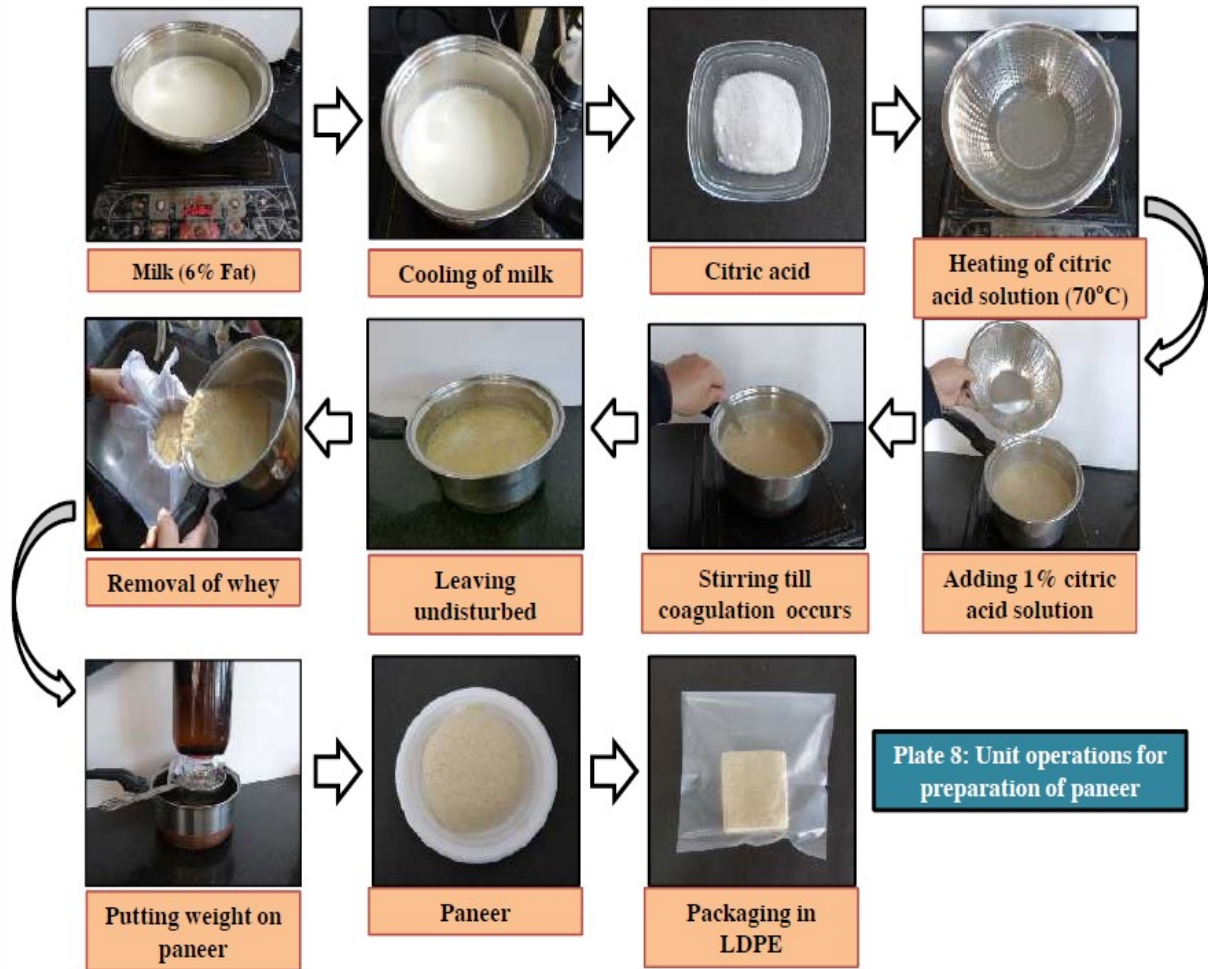 Milk (6% Fat)
Cooling of milk
Citric acid
Heating of citric
acid solution (70°C)
Adding 1% citric
acid solution
Stirring till
coagulation occurs
Leaving
undisturbed
Removal of whey
Putting weight on
paneer
Paneer
Packaging in
LDPE
Plate 8: Unit operations for
preparation of paneer